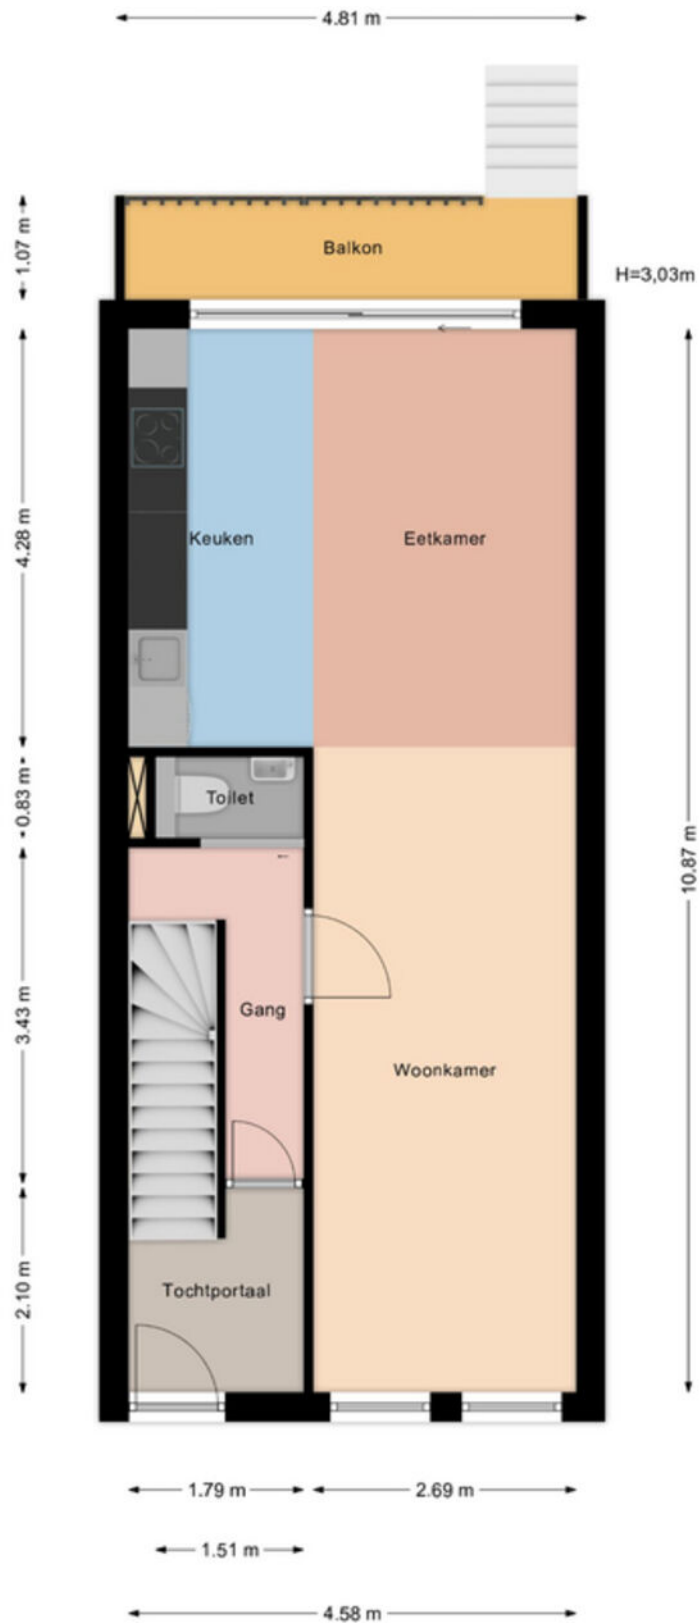 4.81 m
1.07 m
Balkon
H=3,03m
4.28 m
Keuken
Eetkamer
0.83 m
Toilet
10.87 m
3.43 m
Gang
Woonkamer
2.10 m
Tochtportaal
1.79 m
2.69 m
1.51 m
4.58 m